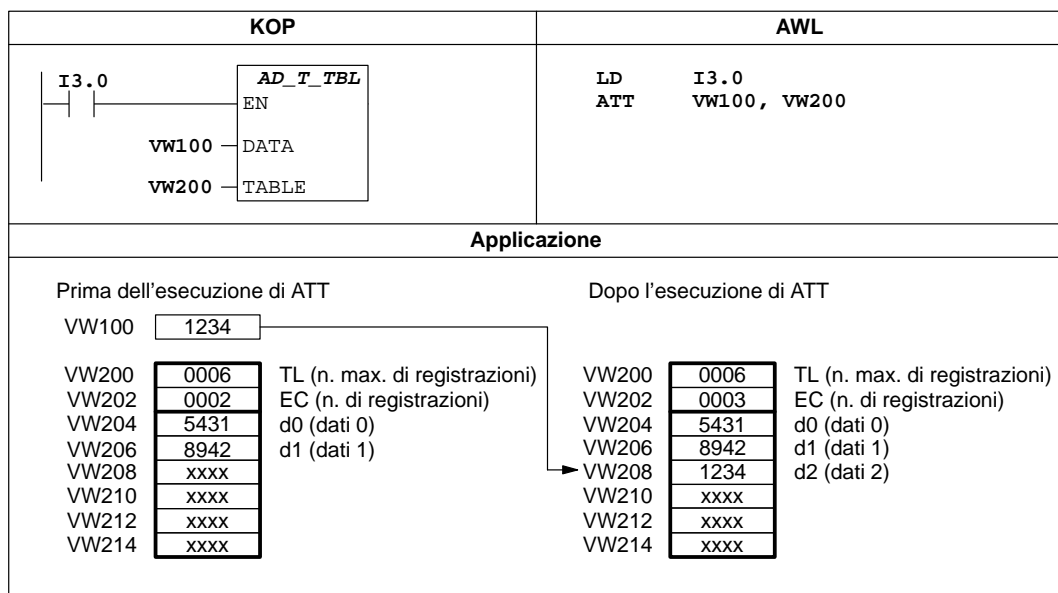 KOP
AWL
I3.0
AD_T_TBL
EN
VW100
DATA
VW200
TABLE
LD I3.0
ATT VW100, VW200
Applicazione
Prima dell'esecuzione di ATT
VW100 1234
VW200 0006 TL (n. max. di registrazioni)
VW202 0002 EC (n. di registrazioni)
VW204 5431 d0 (dati 0)
VW206 8942 d1 (dati 1)
VW208 xxxx
VW210 xxxx
VW212 xxxx
VW214 xxxx
Dopo l'esecuzione di ATT
VW200 0006 TL (n. max. di registrazioni)
VW202 0003 EC (n. di registrazioni)
VW204 5431 d0 (dati 0)
VW206 8942 d1 (dati 1)
VW208 1234 d2 (dati 2)
VW210 xxxx
VW212 xxxx
VW214 xxxx